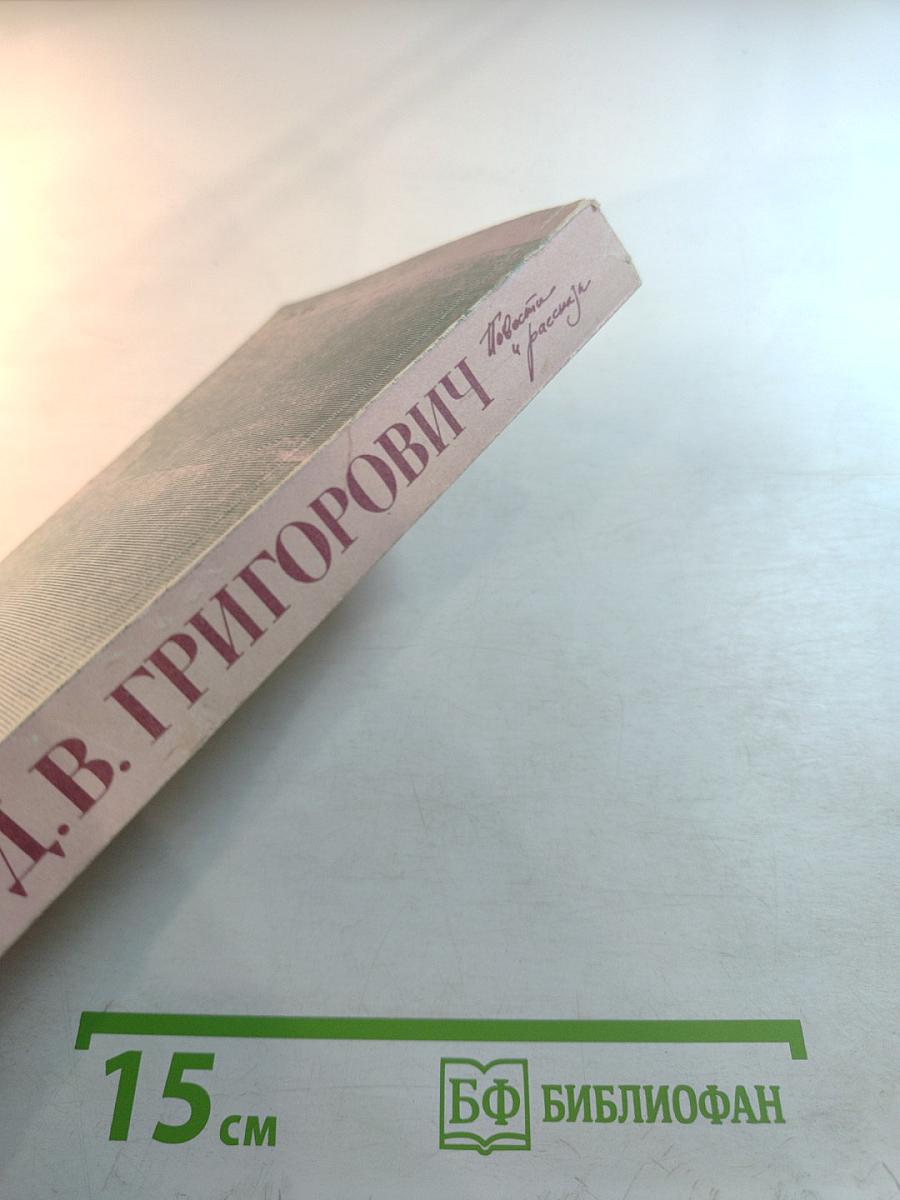 Д. В. ГРИГОРОВИЧ
Повести
и рассказы
15 см
БФ БИБЛИОФАН